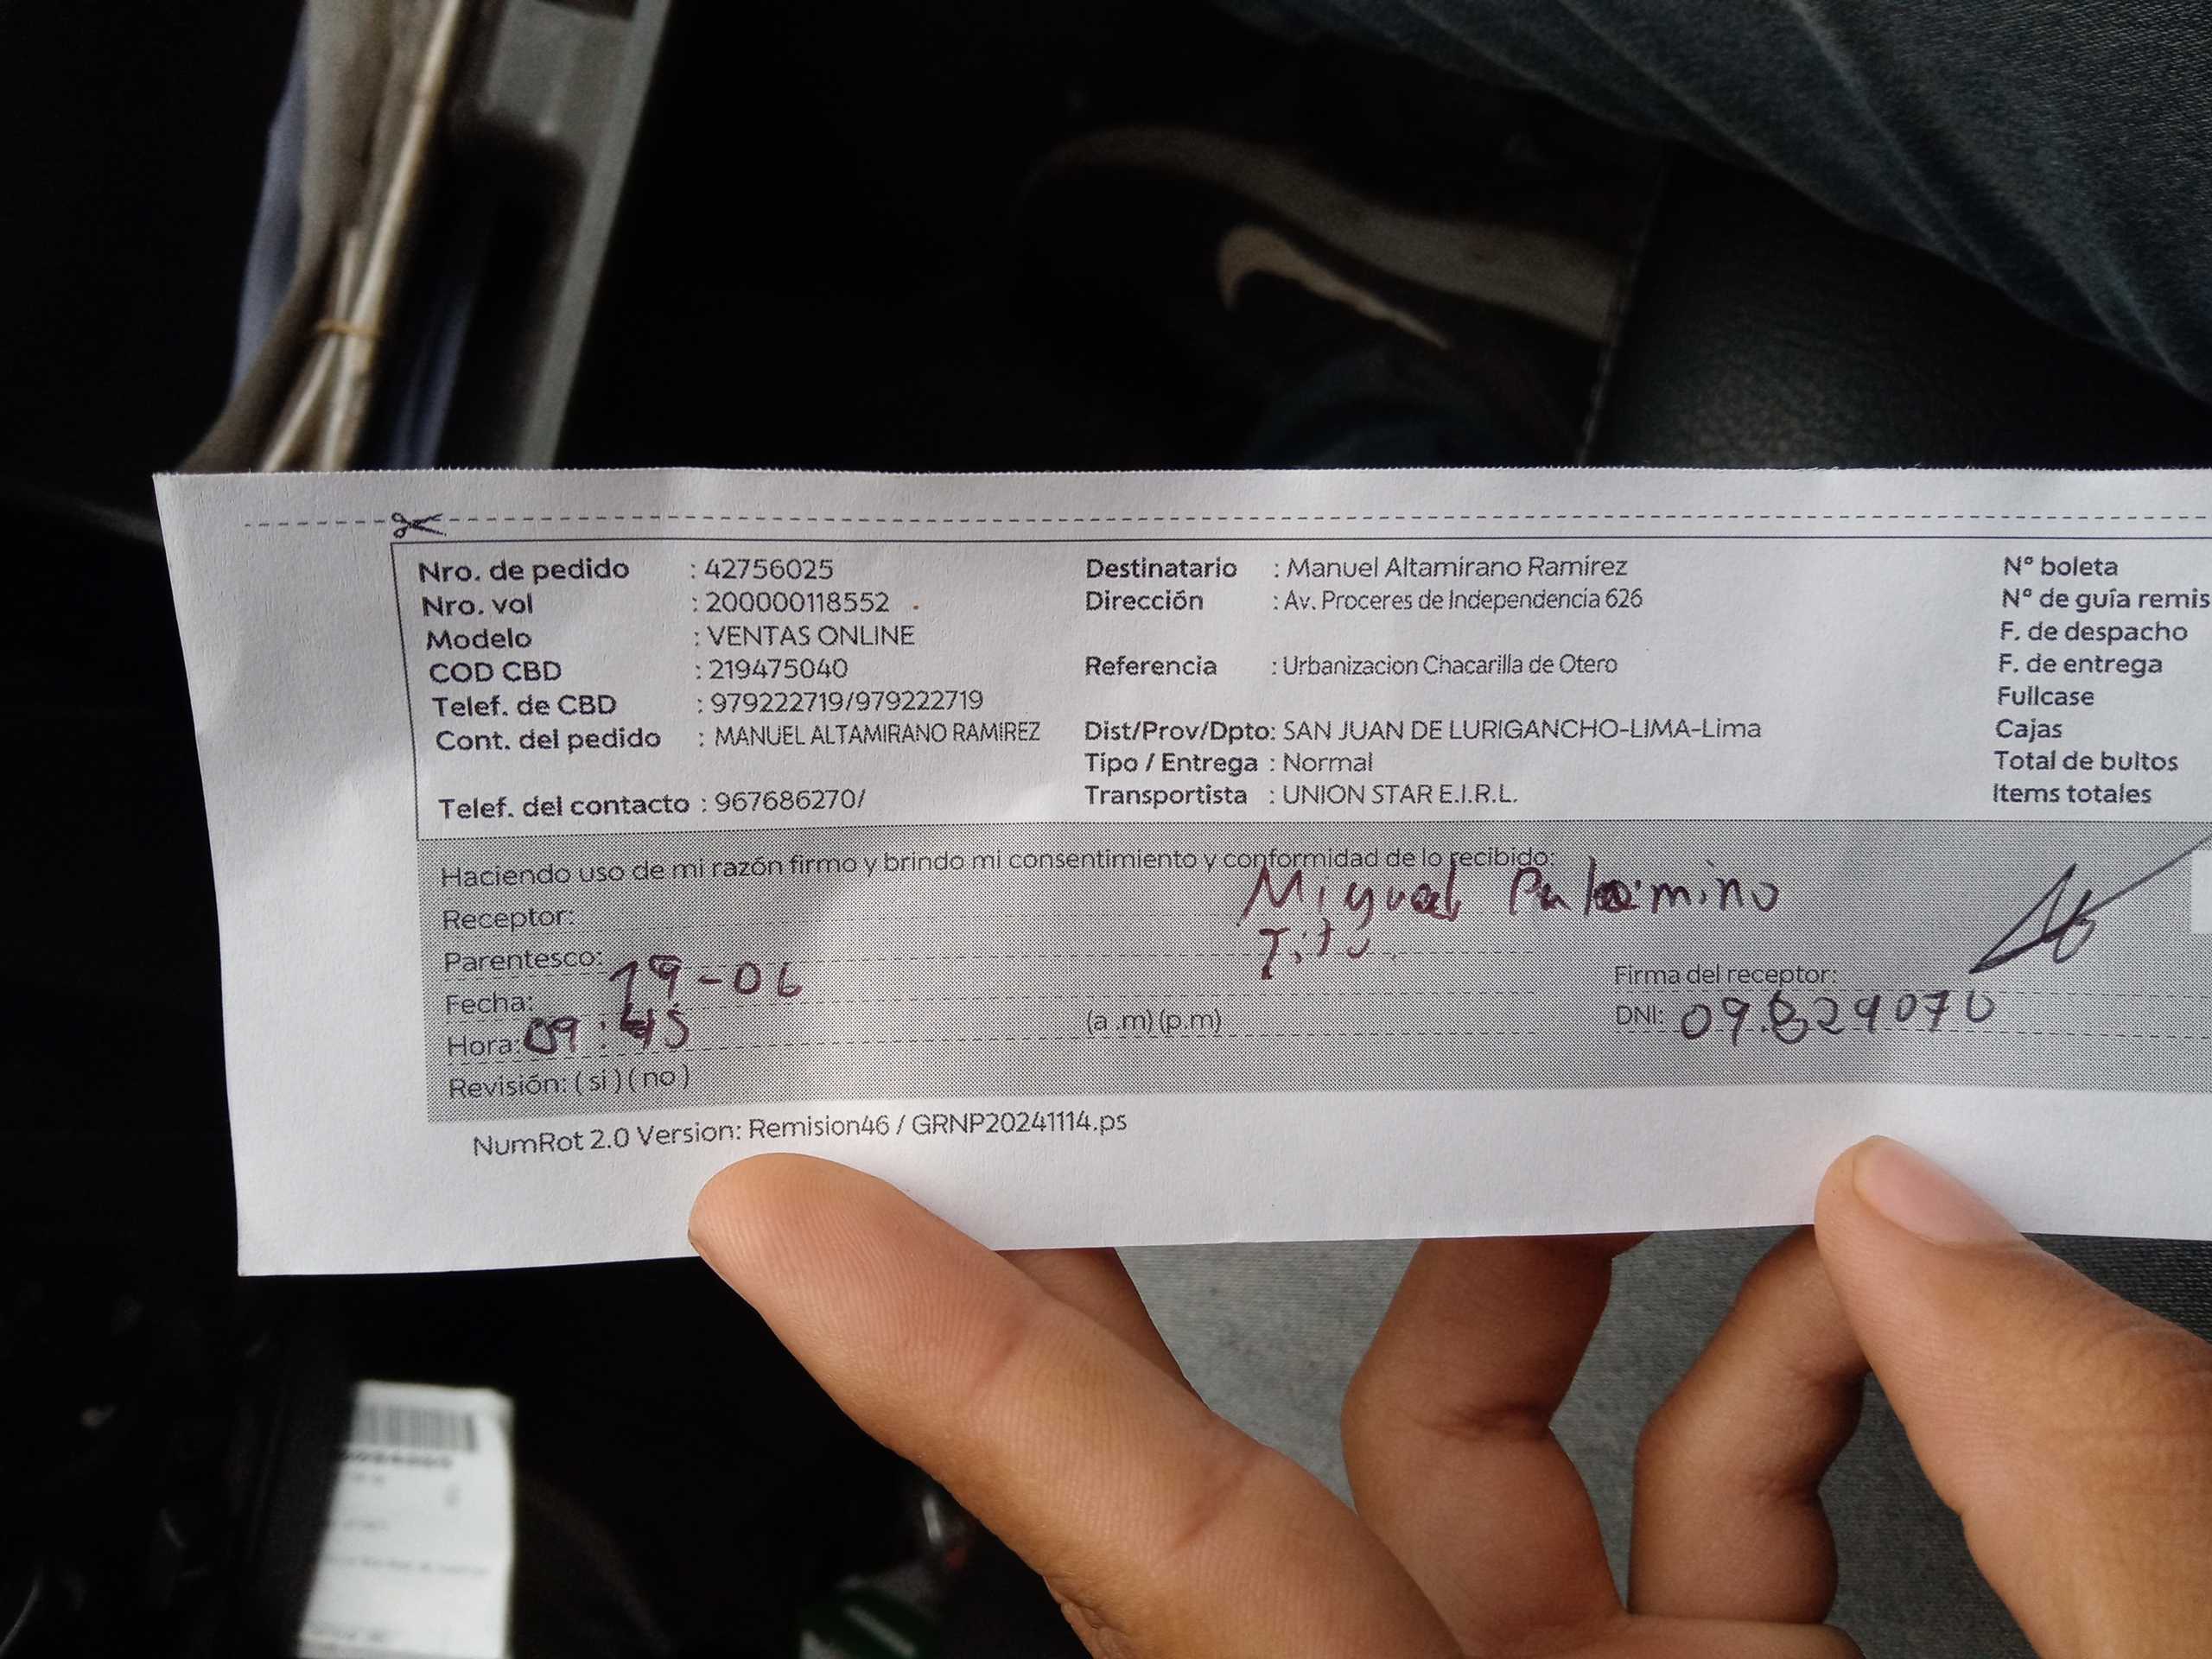 Nro. de pedido : 42756025 Destinatario : Manuel Altamirano Ramirez N° boleta
Nro. vol : 200000118552 Dirección : Av. Proceres de Independencia 626 N° de guía remis
Modelo : VENTAS ONLINE F. de despacho
COD CBD : 219475040 Referencia : Urbanizacion Chacarilla de Otero F. de entrega
Telef. de CBD : 979222719/979222719 Fullcase
Cont. del pedido : MANUEL ALTAMIRANO RAMIREZ Dist/Prov/Dpto: SAN JUAN DE LURIGANCHO-LIMA-Lima Cajas
Tipo / Entrega : Normal Total de bultos
Telef. del contacto : 967686270/ Transportista : UNION STAR E.I.R.L. Items totales
Haciendo uso de mi razón firmo y brindo mi consentimiento y conformidad de lo recibido:
Receptor: Miguel Palomino
Parentesco: Tito
Fecha: 19-06 Firma del receptor:
Hora: 09:45 (a .m) (p.m) DNI: 09.829070
Revisión: ( si ) ( no )
NumRot 2.0 Version: Remision46 / GRNP20241114.ps